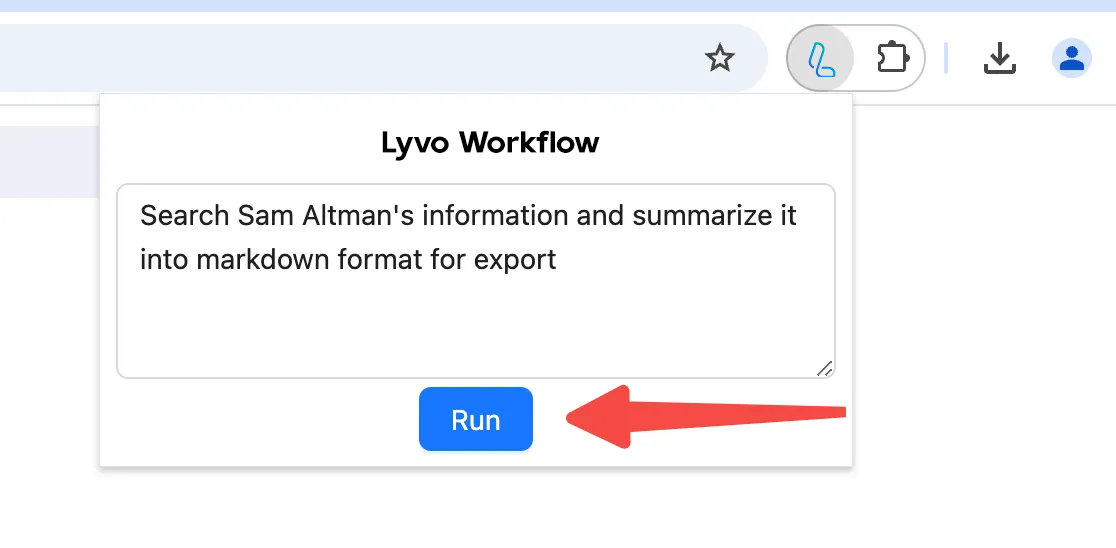 Lyvo Workflow
Search Sam Altman's information and summarize it
into markdown format for export
Run